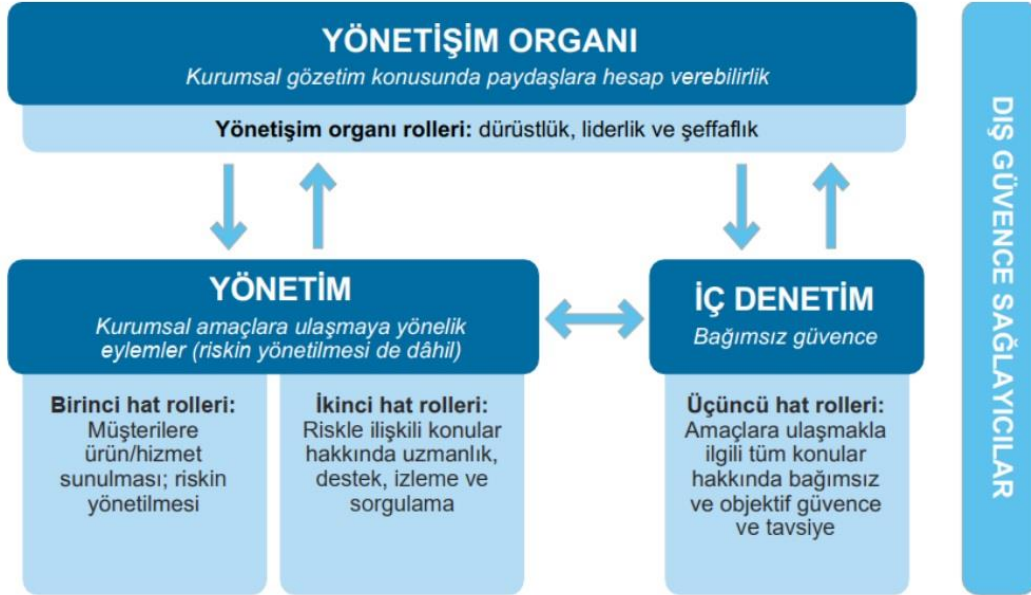 YÖNETİŞİM ORGANI
Kurumsal gözetim konusunda paydaşlara hesap verebilirlik
Yönetişim organı rolleri: dürüstlük, liderlik ve şeffaflık
YÖNETİM
Kurumsal amaçlara ulaşmaya yönelik
eylemler (riskin yönetilmesi de dâhil)
Birinci hat rolleri:
Müşterilere
ürün/hizmet
sunulması; riskin
yönetilmesi
İkinci hat rolleri:
Riskle ilişkili konular
hakkında uzmanlık,
destek, izleme ve
sorgulama
İÇ DENETİM
Bağımsız güvence
Üçüncü hat rolleri:
Amaçlara ulaşmakla
ilgili tüm konular
hakkında bağımsız
ve objektif güvence
ve tavsiye
DIŞ GÜVENCE SAĞLAYICILAR